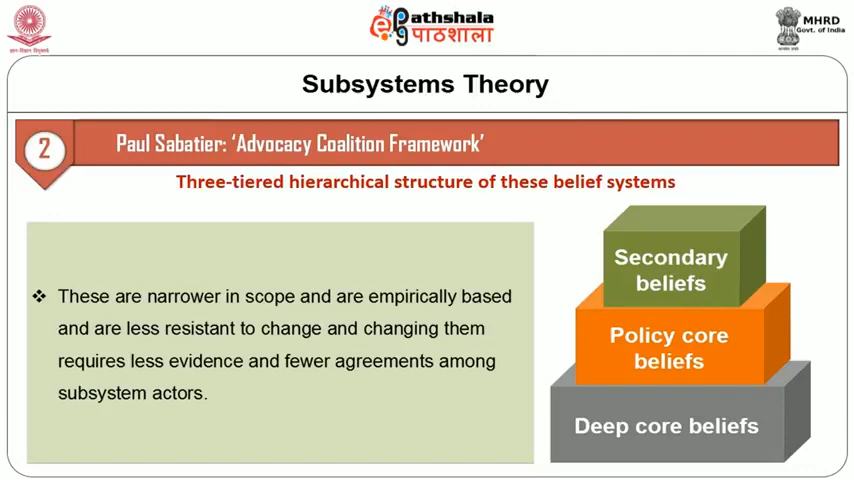 Pathshala
पाठशाला
MHRD
Govt. of India
Subsystems Theory
2
Paul Sabatier: ‘Advocacy Coalition Framework’
Three-tiered hierarchical structure of these belief systems
❖ These are narrower in scope and are empirically based
and are less resistant to change and changing them
requires less evidence and fewer agreements among
subsystem actors.
Secondary
beliefs
Policy core
beliefs
Deep core beliefs